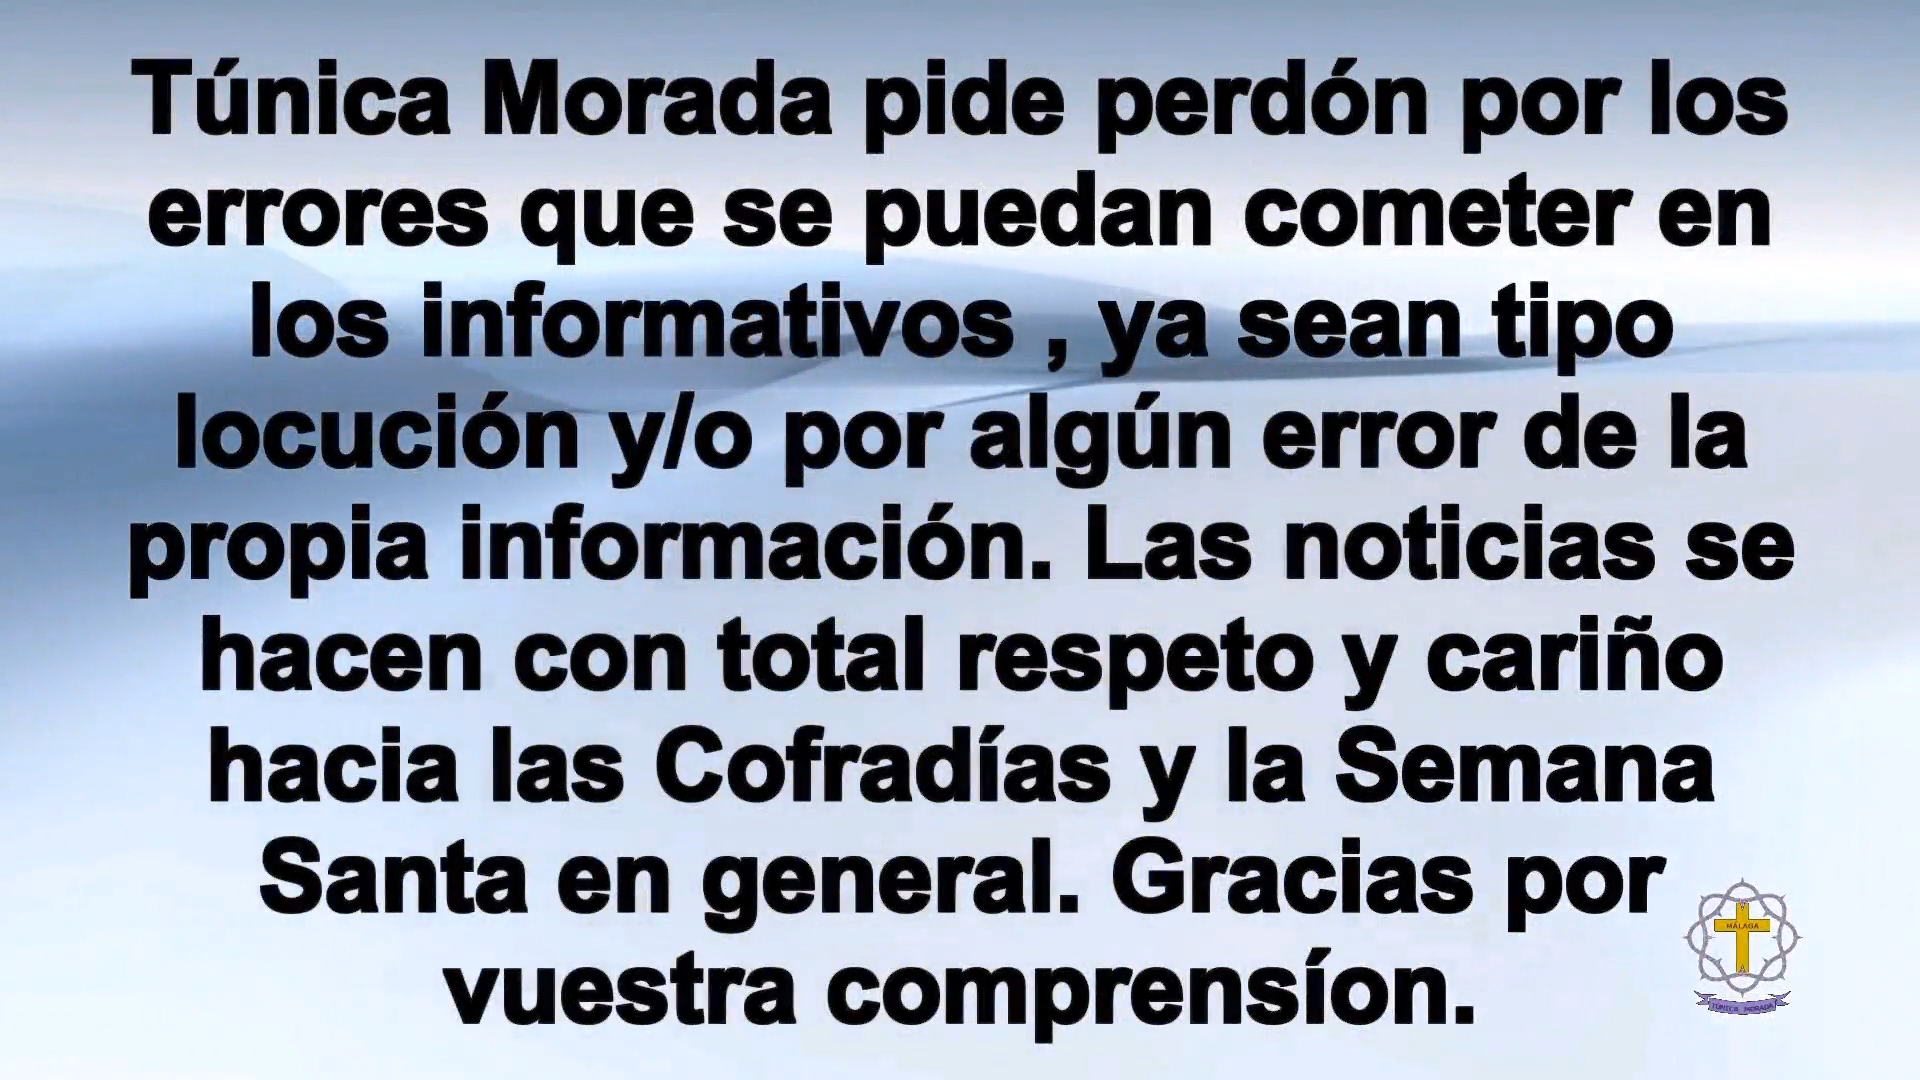 Túnica Morada pide perdón por los
errores que se puedan cometer en
los informativos , ya sean tipo
locución y/o por algún error de la
propia información. Las noticias se
hacen con total respeto y cariño
hacia las Cofradías y la Semana
Santa en general. Gracias por
vuestra comprensíon.
MÁLAGA
TÚNICA MORADA